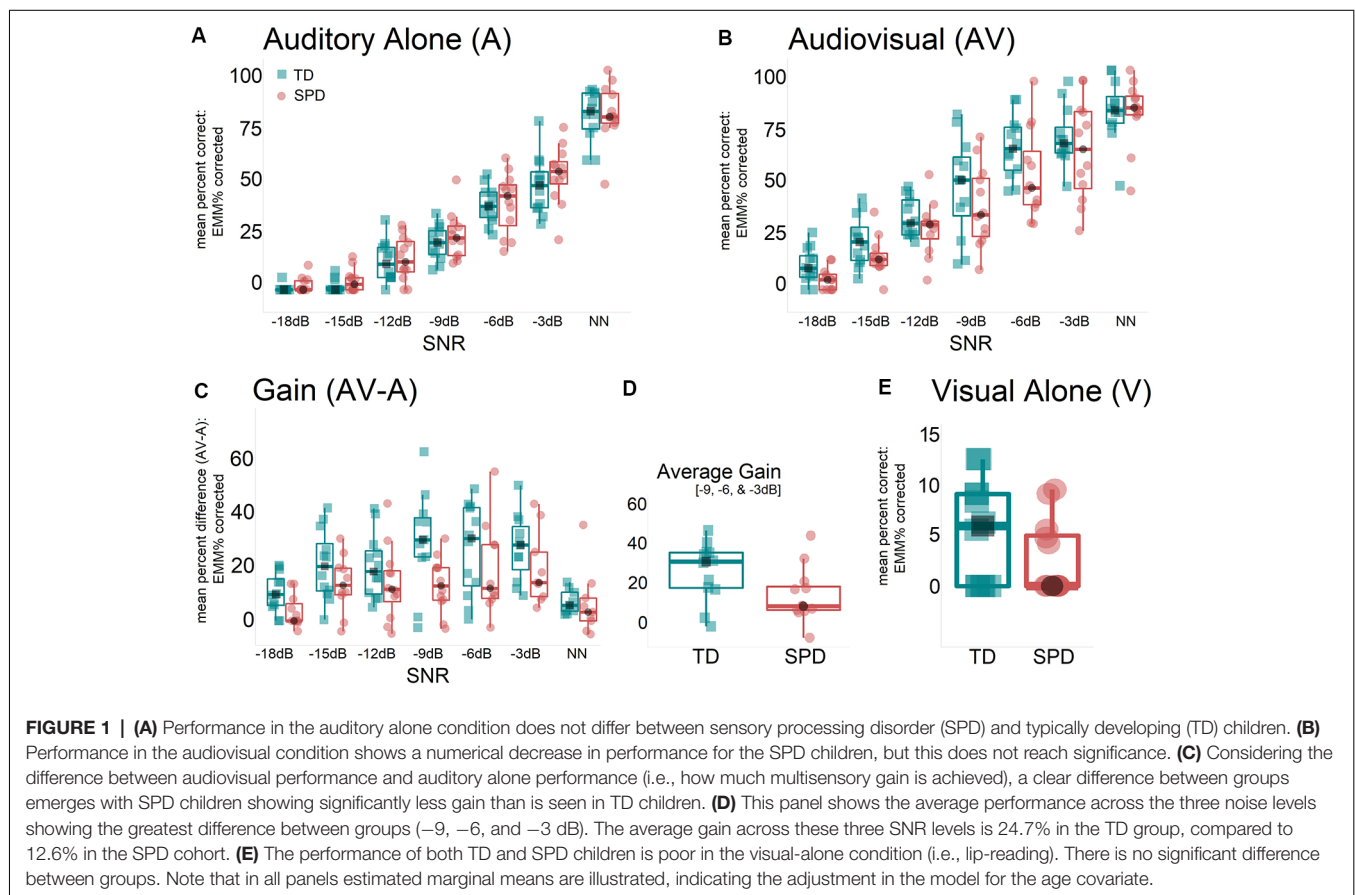 A Auditory Alone (A)
mean percent correct:
EMM% corrected
100
75
50
25
0
TD
SPD
-18dB -15dB -12dB -9dB -6dB -3dB NN
SNR
B Audiovisual (AV)
mean percent correct:
EMM% corrected
100
75
50
25
0
-18dB -15dB -12dB -9dB -6dB -3dB NN
SNR
C Gain (AV-A)
mean percent difference (AV-A):
EMM% corrected
60
40
20
0
-18dB -15dB -12dB -9dB -6dB -3dB NN
SNR
D
Average Gain
[-9, -6, & -3dB]
60
40
20
0
TD SPD
E Visual Alone (V)
mean percent correct:
EMM% corrected
15
10
5
0
TD SPD
FIGURE 1 | (A) Performance in the auditory alone condition does not differ between sensory processing disorder (SPD) and typically developing (TD) children. (B)
Performance in the audiovisual condition shows a numerical decrease in performance for the SPD children, but this does not reach significance. (C) Considering the
difference between audiovisual performance and auditory alone performance (i.e., how much multisensory gain is achieved), a clear difference between groups
emerges with SPD children showing significantly less gain than is seen in TD children. (D) This panel shows the average performance across the three noise levels
showing the greatest difference between groups (−9, −6, and −3 dB). The average gain across these three SNR levels is 24.7% in the TD group, compared to
12.6% in the SPD cohort. (E) The performance of both TD and SPD children is poor in the visual-alone condition (i.e., lip-reading). There is no significant difference
between groups. Note that in all panels estimated marginal means are illustrated, indicating the adjustment in the model for the age covariate.